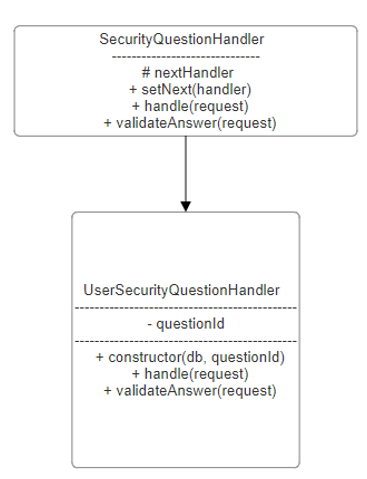 SecurityQuestionHandler
------------------------------
# nextHandler
+ setNext(handler)
+ handle(request)
+ validateAnswer(request)
UserSecurityQuestionHandler
---------------------------------------------
- questionId
---------------------------------------------
+ constructor(db, questionId)
+ handle(request)
+ validateAnswer(request)